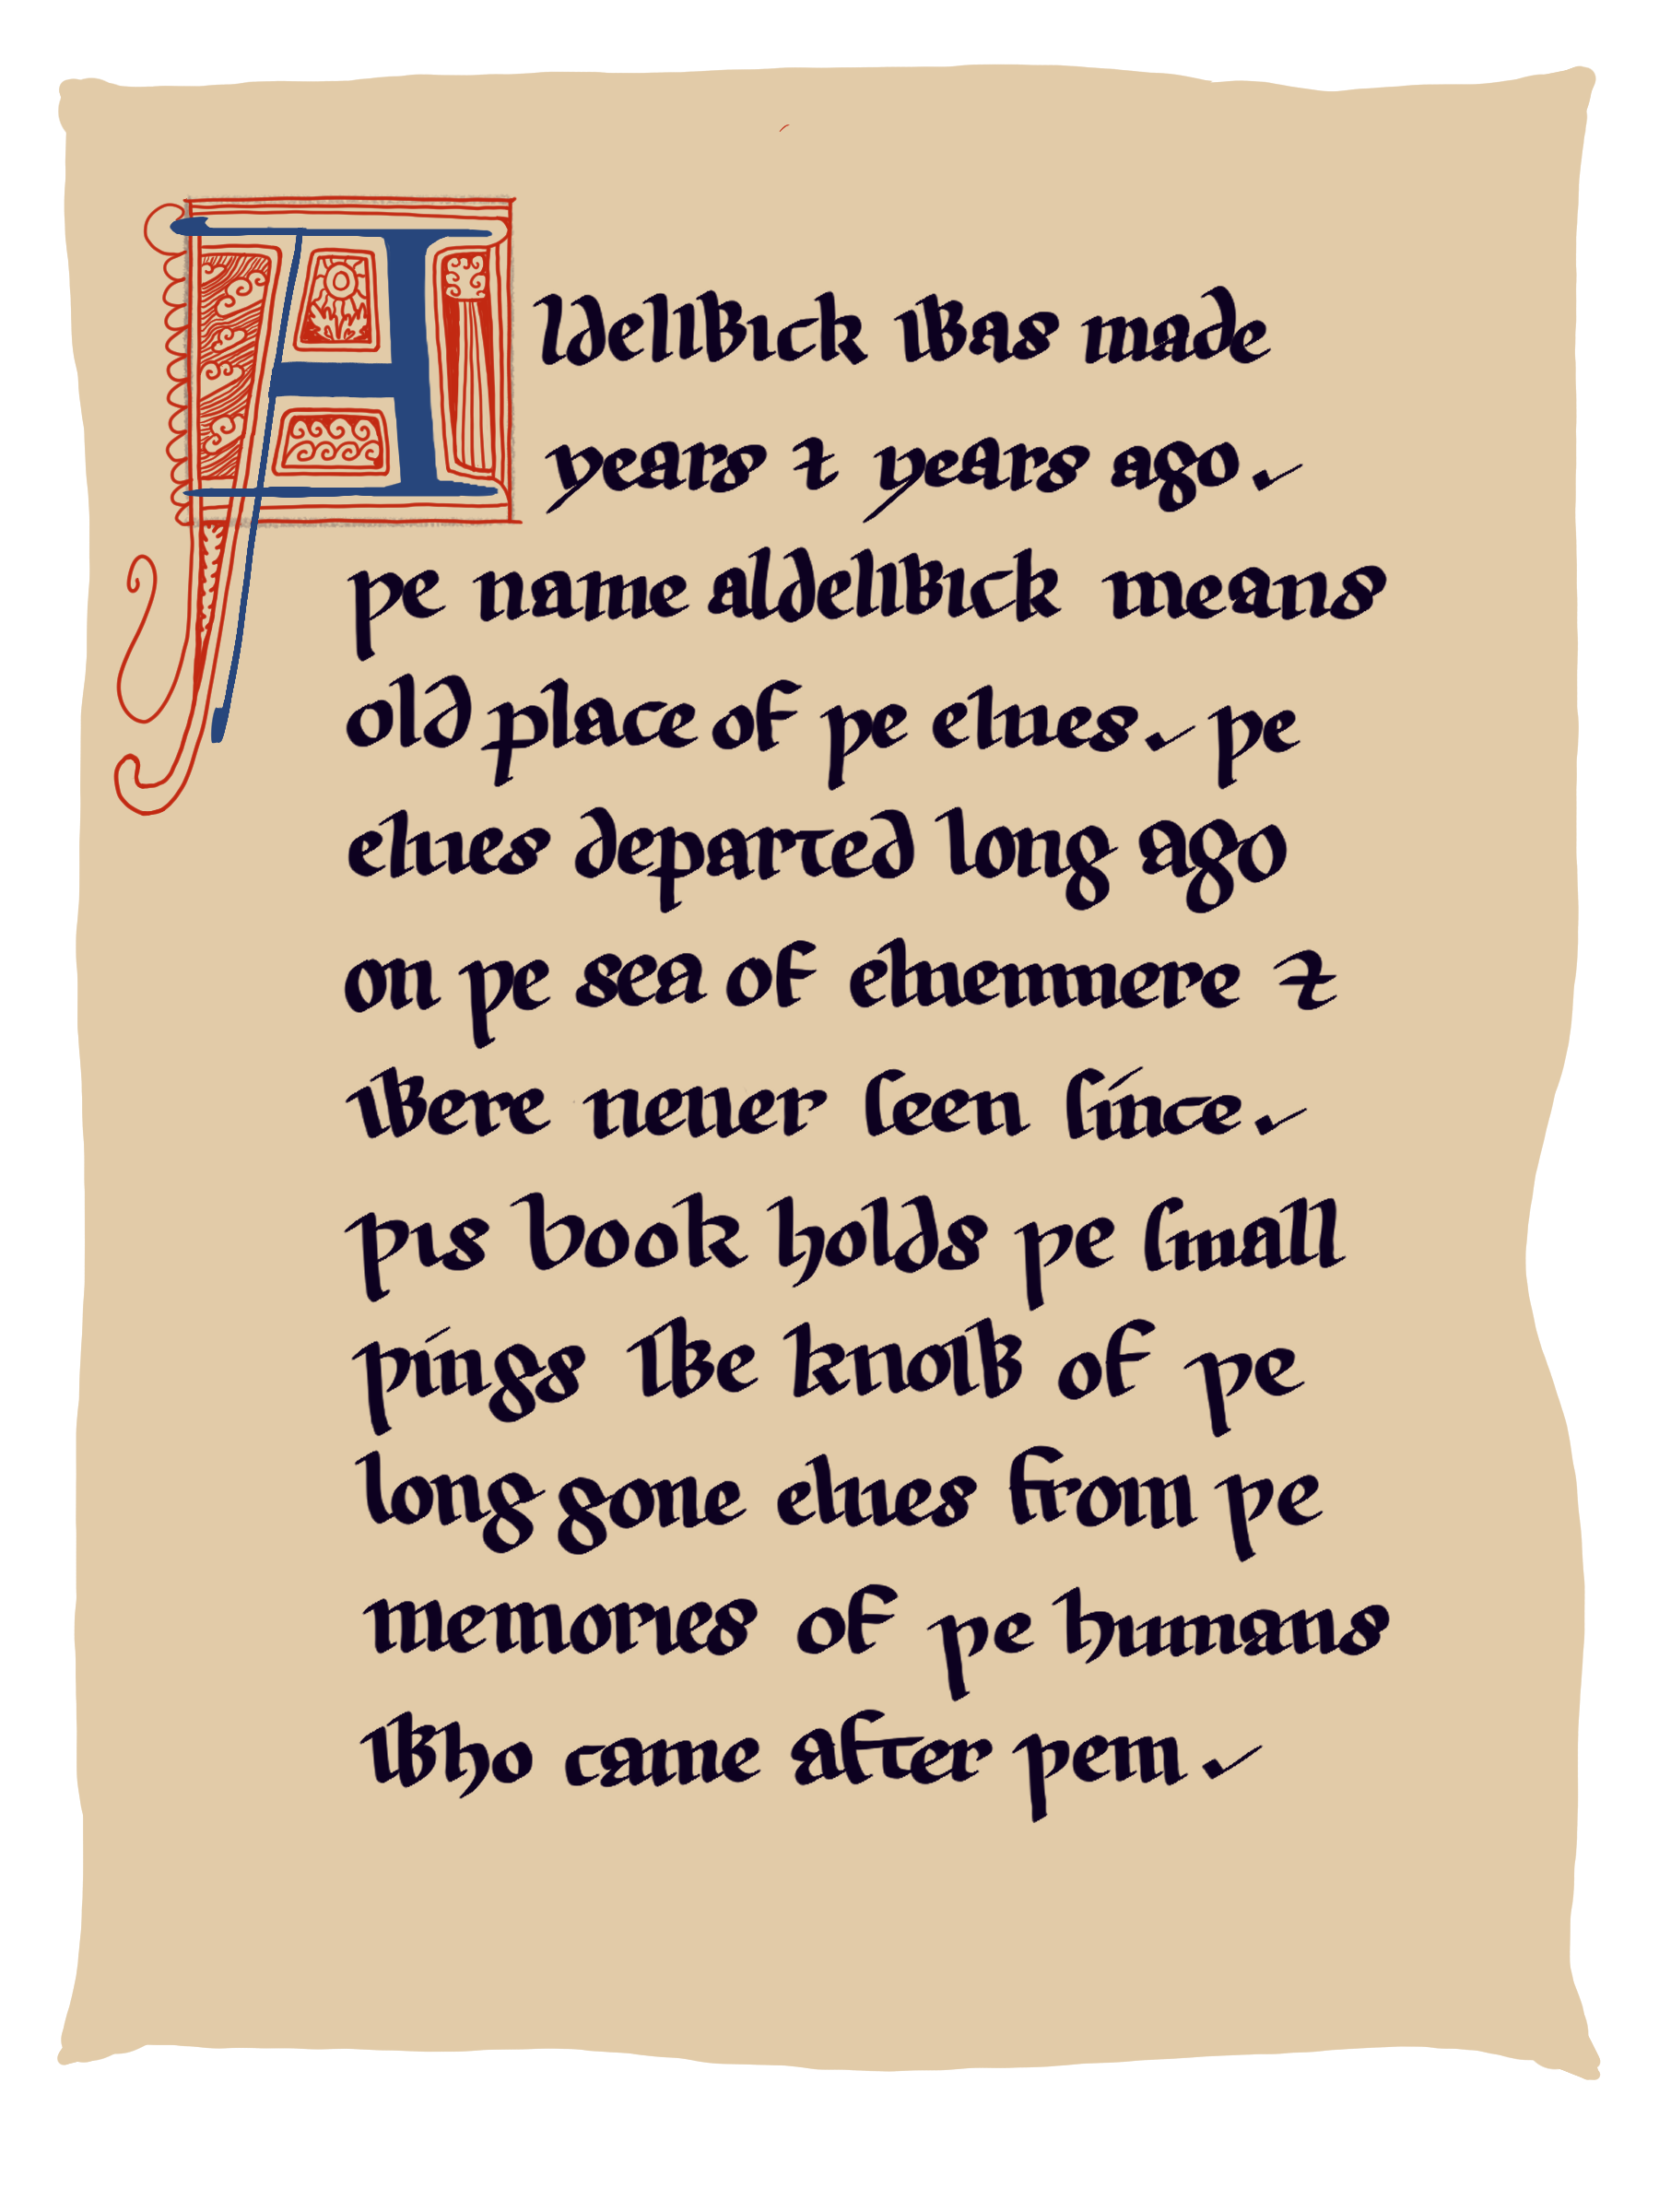 Aldelwick was made
years ⁊ years ago.
þe name aldelwick means
old place of þe elues. þe
elues departed long ago
on þe sea of eluenmere ⁊
were neuer ſeen ſince.
þis book holds þe ſmall
þings we know of þe
long gone elues from þe
memories of þe humans
who came after þem.